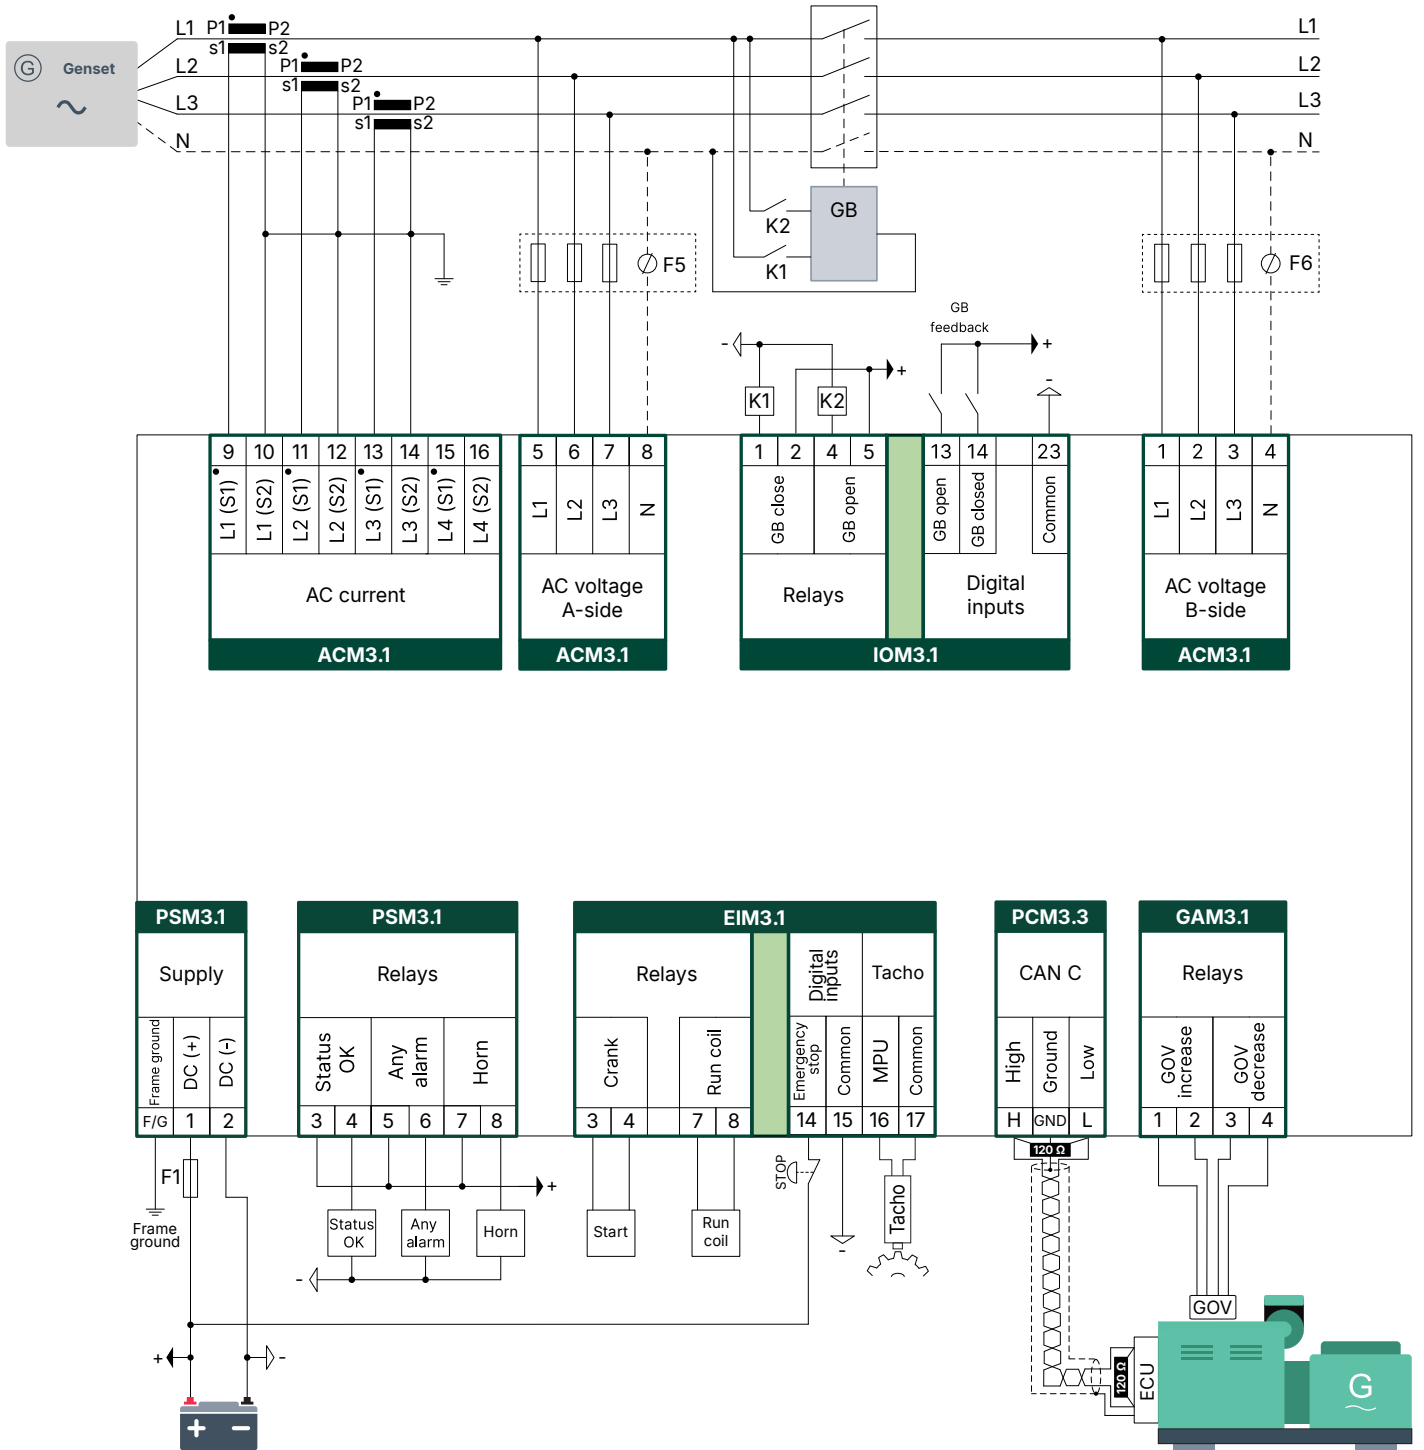 L1 P1 P2 L1
s1 s2
G Genset L2 P1 P2 L2
s1 s2
L3 P1 P2 L3
s1 s2
N N
GB
K2
K1
F5 F6
GB
feedback
- + + -
K1 K2
9 10 11 12 13 14 15 16 5 6 7 8 1 2 4 5 13 14 23 1 2 3 4
L1 (S1) L1 (S2) L2 (S1) L2 (S2) L3 (S1) L3 (S2) L4 (S1) L4 (S2) L1 L2 L3 N GB close GB open GB open GB closed Common L1 L2 L3 N
AC current
AC voltage
A-side
Relays
Digital
inputs
AC voltage
B-side
ACM3.1 ACM3.1 IOM3.1 ACM3.1
PSM3.1 PSM3.1 EIM3.1 PCM3.3 GAM3.1
Supply Relays Relays
Digital
inputs
Tacho CAN C Relays
Frame ground DC (+) DC (-)
Status
OK
Any
alarm
Horn
Crank Run coil
Emergency
stop
Common MPU Common
High Ground Low
GOV
increase
GOV
decrease
F/G 1 2 3 4 5 6 7 8 3 4 7 8 14 15 16 17 H GND L 1 2 3 4
120 Ω
F1 STOP
+
Tacho
Frame
ground
Status
OK
Any
alarm
Horn
Start
Run
coil
-
-
GOV
+ -
120 Ω
ECU
G
+ −